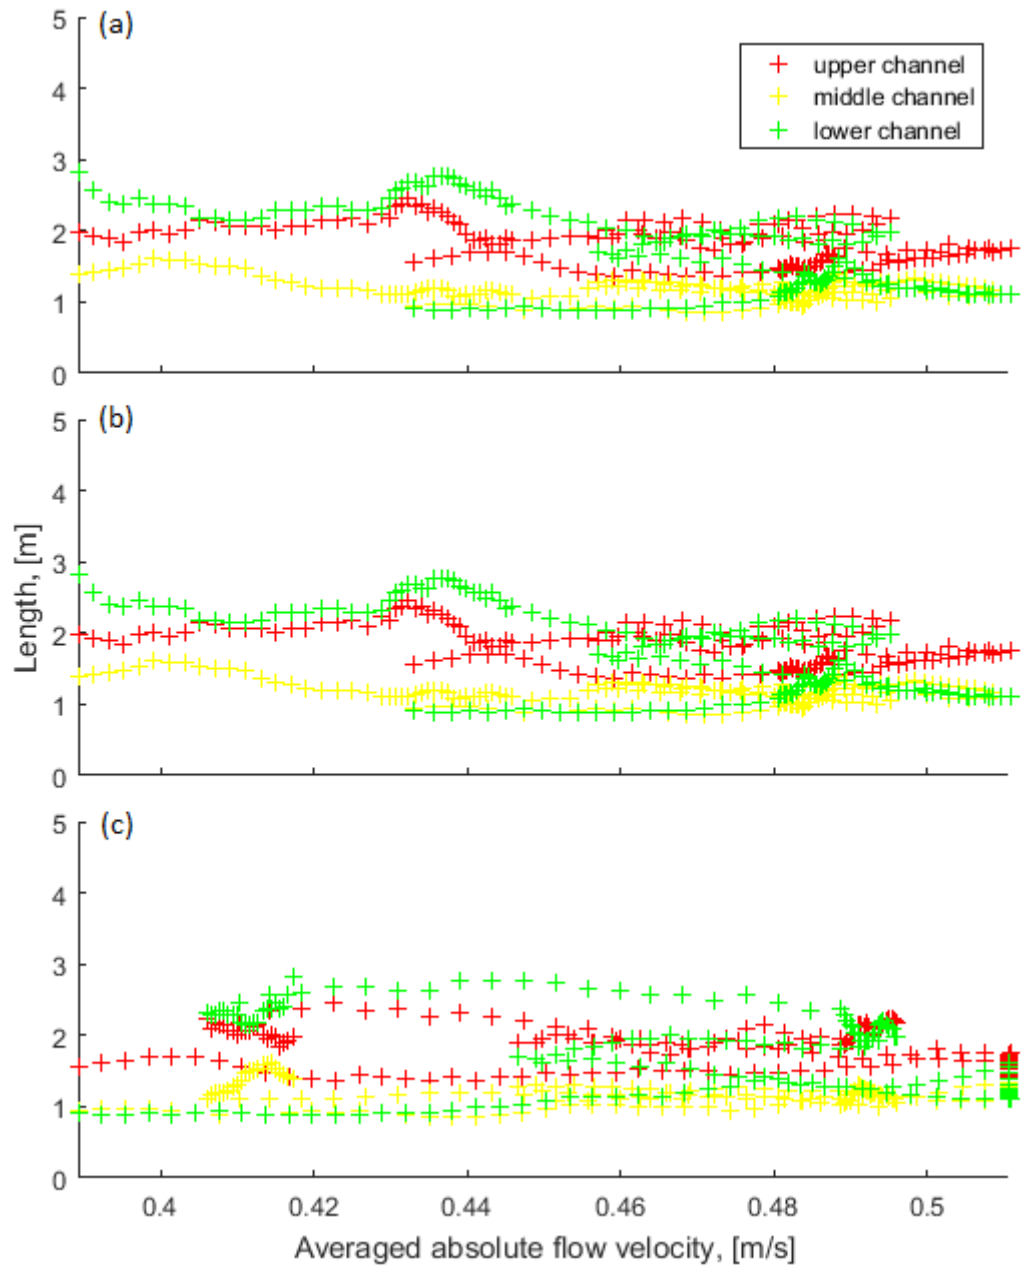 (a)
5
4
3
2
1
0
upper channel
middle channel
lower channel
(b)
5
4
3
2
1
0
Length, [m]
(c)
5
4
3
2
1
0
0.4 0.42 0.44 0.46 0.48 0.5
Averaged absolute flow velocity, [m/s]